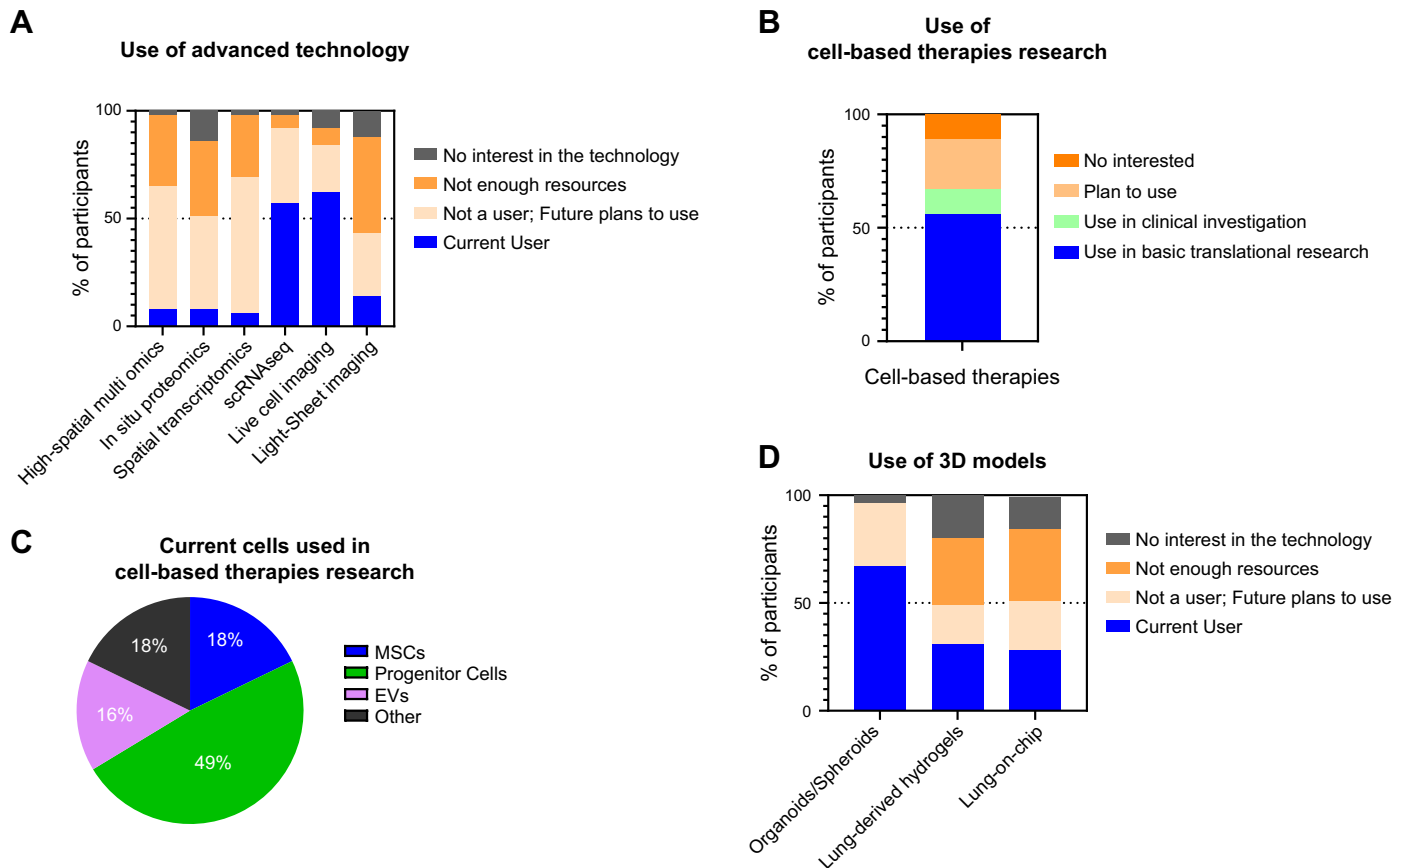 A
Use of advanced technology
% of participants
100
50
0
High-spatial multi omics
In situ proteomics
Spatial transcriptomics
scRNAseq
Live cell imaging
Light-Sheet imaging
No interest in the technology
Not enough resources
Not a user; Future plans to use
Current User
B
Use of
cell-based therapies research
% of participants
100
50
0
Cell-based therapies
No interested
Plan to use
Use in clinical investigation
Use in basic translational research
C
Current cells used in
cell-based therapies research
18%
18%
16%
49%
MSCs
Progenitor Cells
EVs
Other
D
Use of 3D models
% of participants
100
50
0
Organoids/Spheroids
Lung-derived hydrogels
Lung-on-chip
No interest in the technology
Not enough resources
Not a user; Future plans to use
Current User